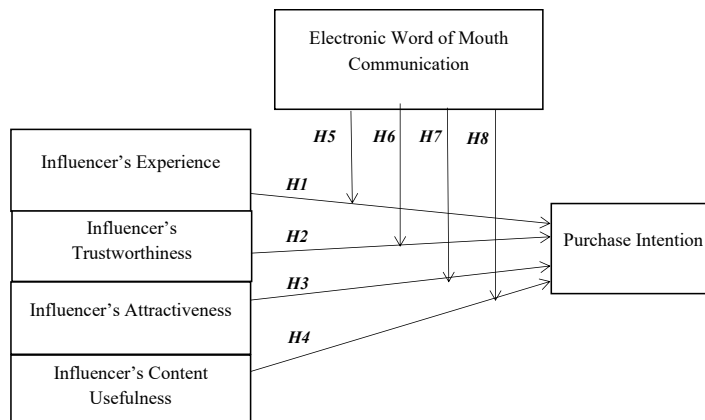 Electronic Word of Mouth
Communication
H5
H6
H7
H8
Influencer's Experience
H1
Influencer's
Trustworthiness
H2
Purchase Intention
H3
Influencer's Attractiveness
H4
Influencer's Content
Usefulness